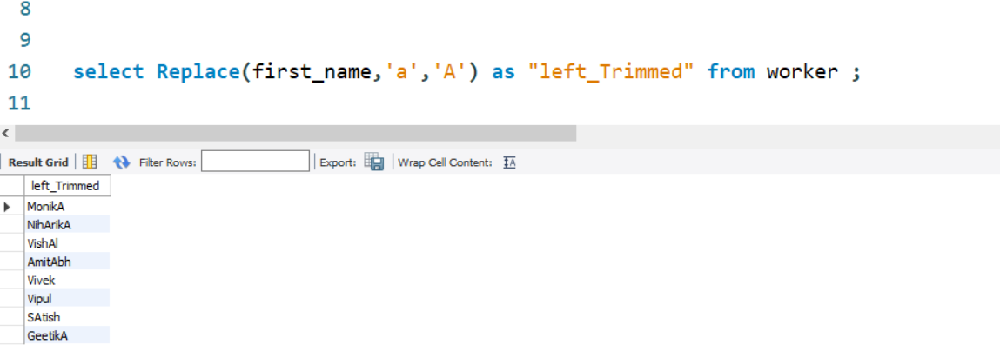 8
9
10 select Replace(first_name,'a','A') as "left_Trimmed" from worker ;
11
Result Grid Filter Rows: Export: Wrap Cell Content: IA
left_Trimmed
MonikA
NihArikA
VishAl
AmitAbh
Vivek
Vipul
SAtish
GeetikA